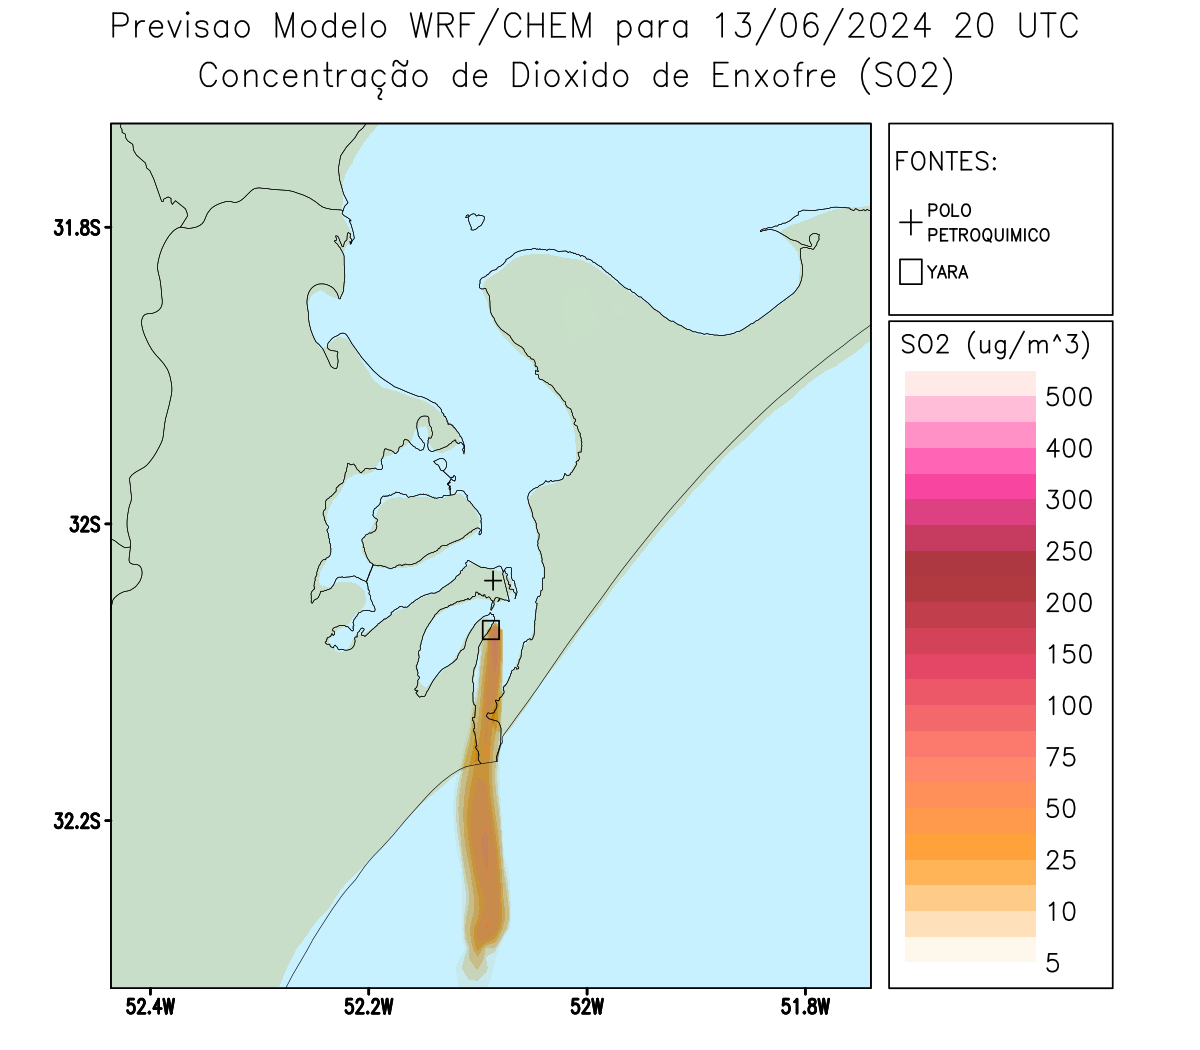 Previsao Modelo WRF/CHEM para 13/06/2024 20 UTC
Concentração de Dioxido de Enxofre (SO2)
FONTES:
POLO
PETROQUIMICO
YARA
31.8S
32S
32.2S
52.4W
52.2W
52W
51.8W
SO2 (ug/m^3)
500
400
300
250
200
150
100
75
50
25
10
5